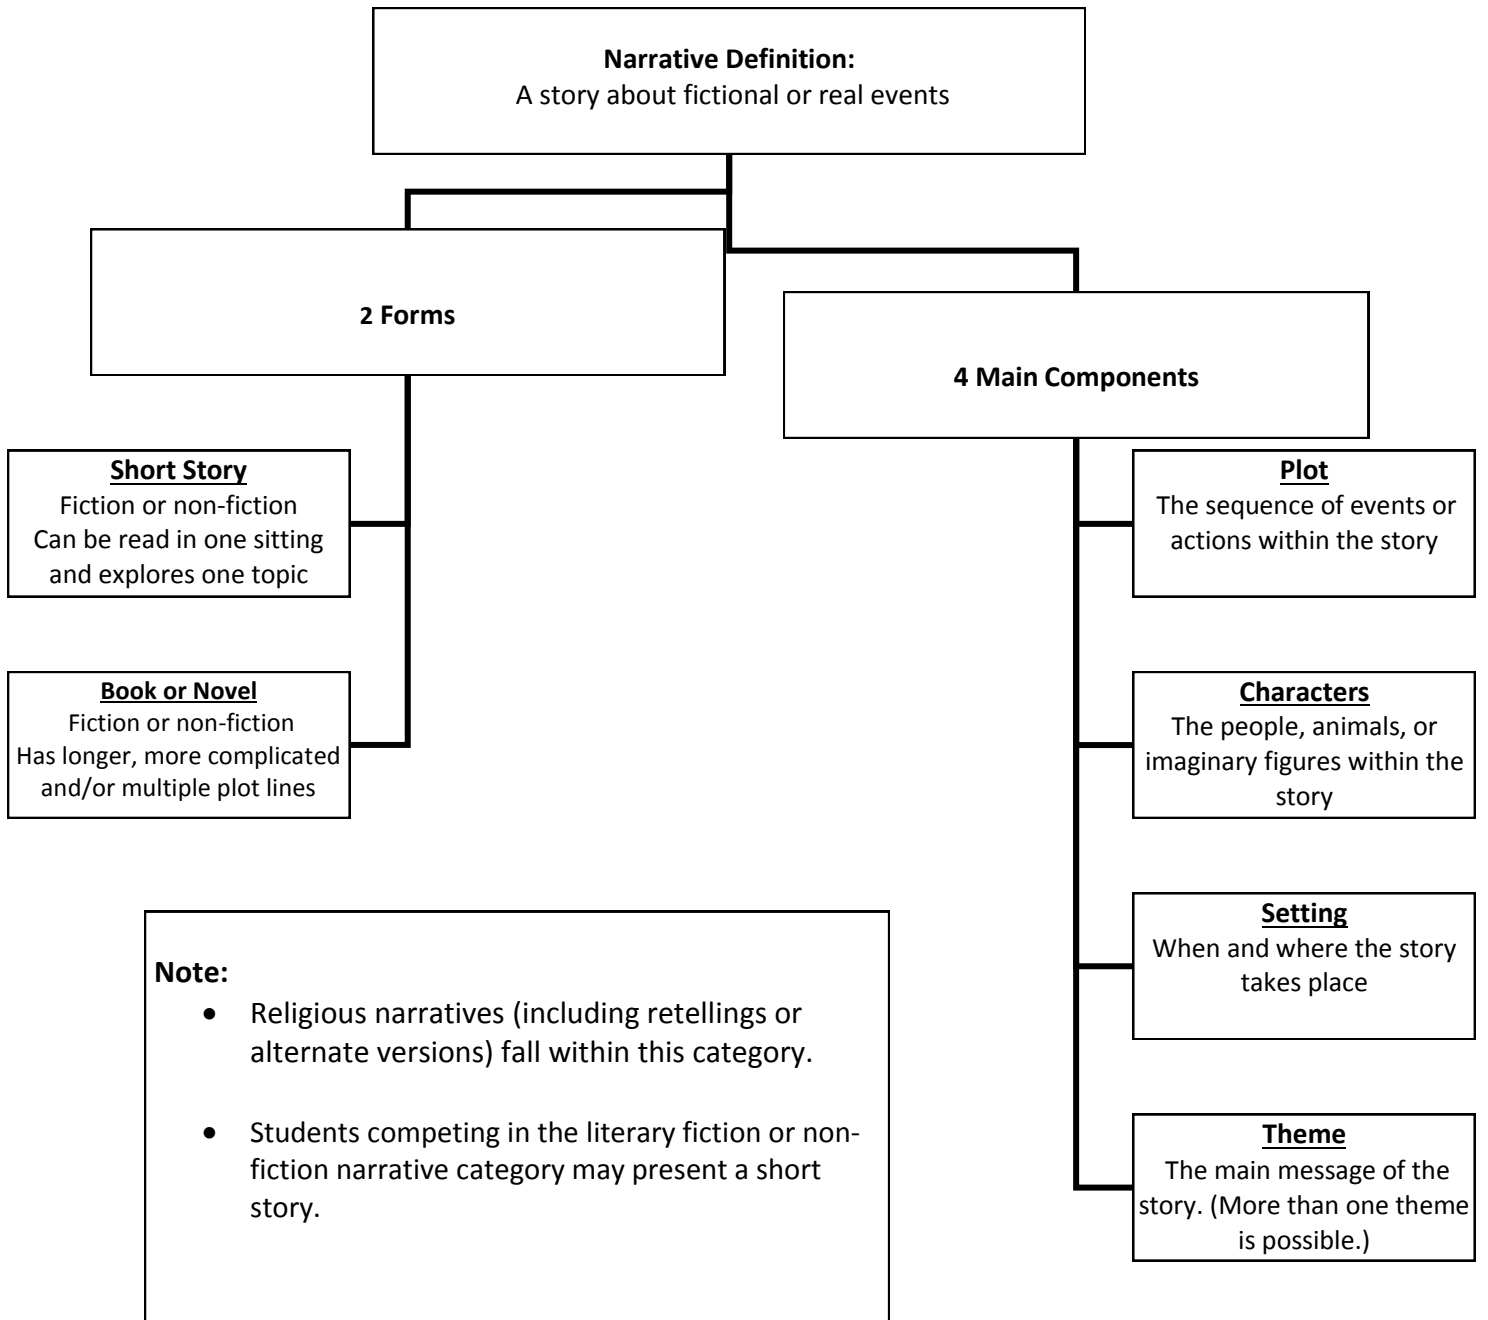 Narrative Definition:
A story about fictional or real events
2 Forms
4 Main Components
Short Story
Fiction or non-fiction
Can be read in one sitting
and explores one topic
Book or Novel
Fiction or non-fiction
Has longer, more complicated
and/or multiple plot lines
Plot
The sequence of events or
actions within the story
Characters
The people, animals, or
imaginary figures within the
story
Setting
When and where the story
takes place
Theme
The main message of the
story. (More than one theme
is possible.)
Note:
• Religious narratives (including retellings or
alternate versions) fall within this category.
• Students competing in the literary fiction or non-
fiction narrative category may present a short
story.